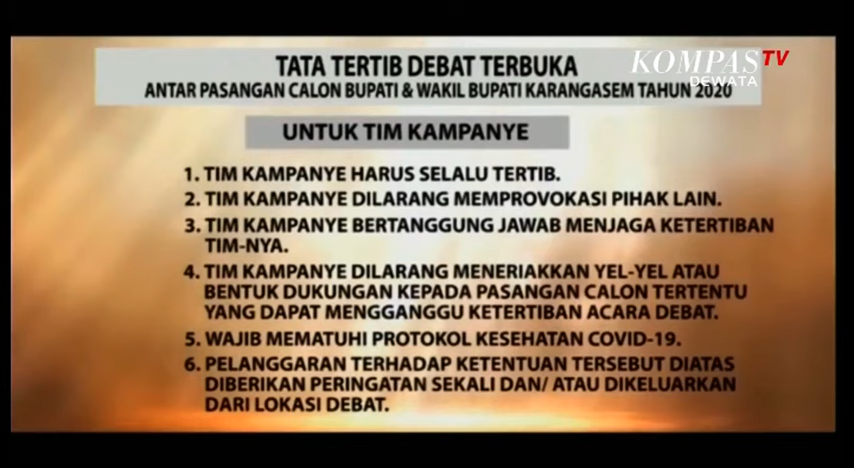 KOMPASTV
DEWATA
TATA TERTIB DEBAT TERBUKA
ANTAR PASANGAN CALON BUPATI & WAKIL BUPATI KARANGASEM TAHUN 2020
UNTUK TIM KAMPANYE
1. TIM KAMPANYE HARUS SELALU TERTIB.
2. TIM KAMPANYE DILARANG MEMPROVOKASI PIHAK LAIN.
3. TIM KAMPANYE BERTANGGUNG JAWAB MENJAGA KETERTIBAN
TIM-NYA.
4. TIM KAMPANYE DILARANG MENERIAKKAN YEL-YEL ATAU
BENTUK DUKUNGAN KEPADA PASANGAN CALON TERTENTU
YANG DAPAT MENGGANGGU KETERTIBAN ACARA DEBAT.
5. WAJIB MEMATUHI PROTOKOL KESEHATAN COVID-19.
6. PELANGGARAN TERHADAP KETENTUAN TERSEBUT DIATAS
DIBERIKAN PERINGATAN SEKALI DAN/ ATAU DIKELUARKAN
DARI LOKASI DEBAT.